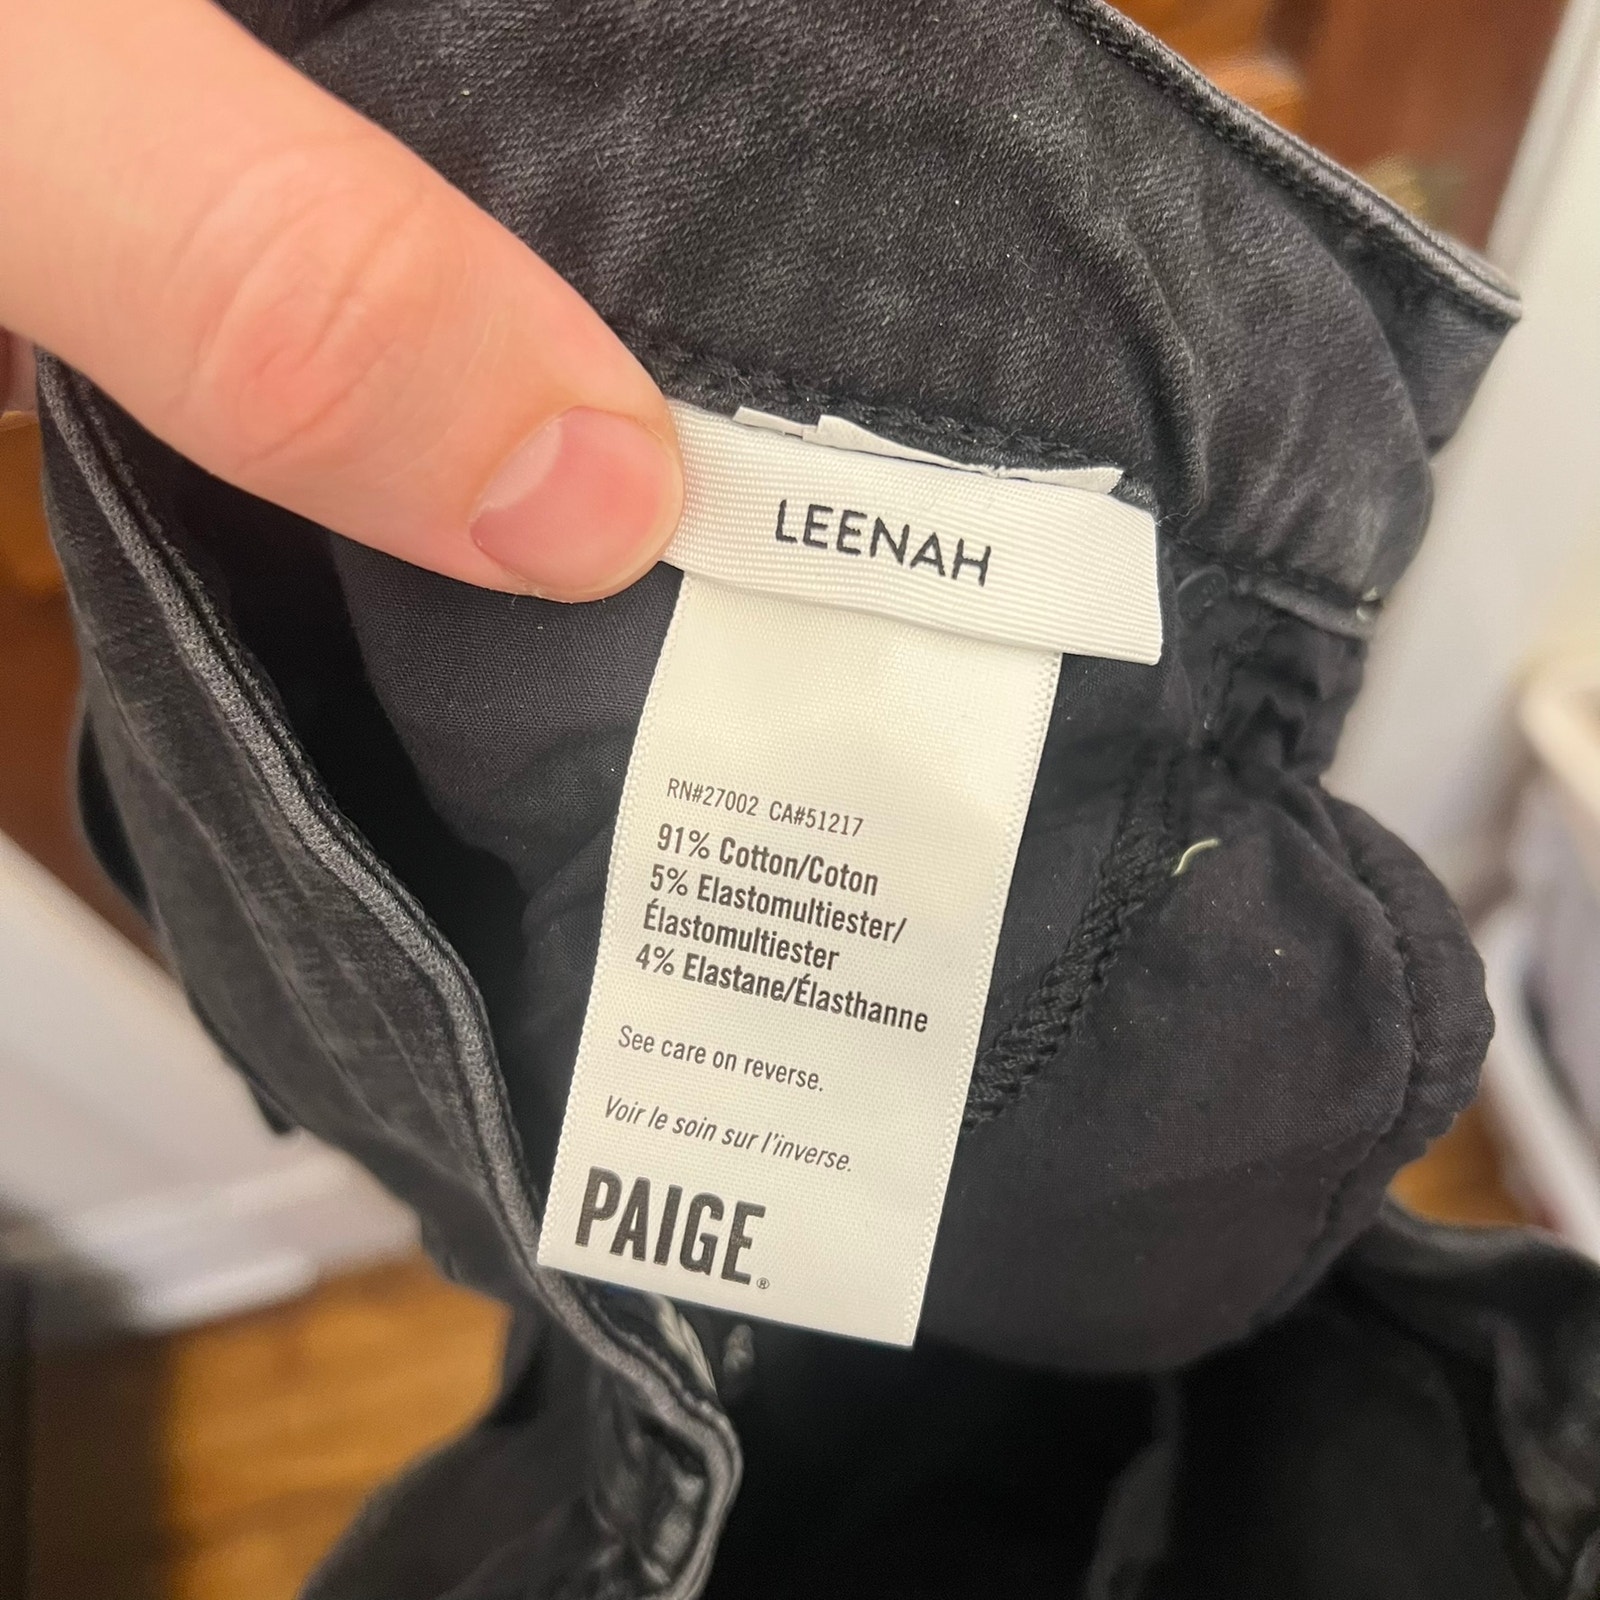 LEENAH
RN#27002 CA#51217
91% Cotton/Coton
5% Elastomultiester/
Élastomultiester
4% Elastane/Élasthanne
See care on reverse.
Voir le soin sur l'inverse.
PAIGE®